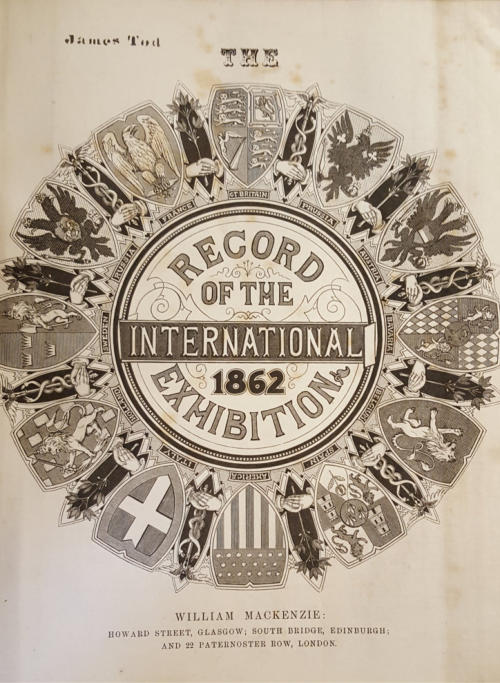 James Tod
THE
FRANCE
GT BRITAIN
PRUSSIA
RUSSIA
AUSTRIA
BAVARIA
RECORD
OF THE
INTERNATIONAL
1862
EXHIBITION.
HOLLAND
ITALY
AMERICA
SPAIN
WILLIAM MACKENZIE:
HOWARD STREET, GLASGOW; SOUTH BRIDGE, EDINBURGH;
AND 22 PATERNOSTER ROW, LONDON.